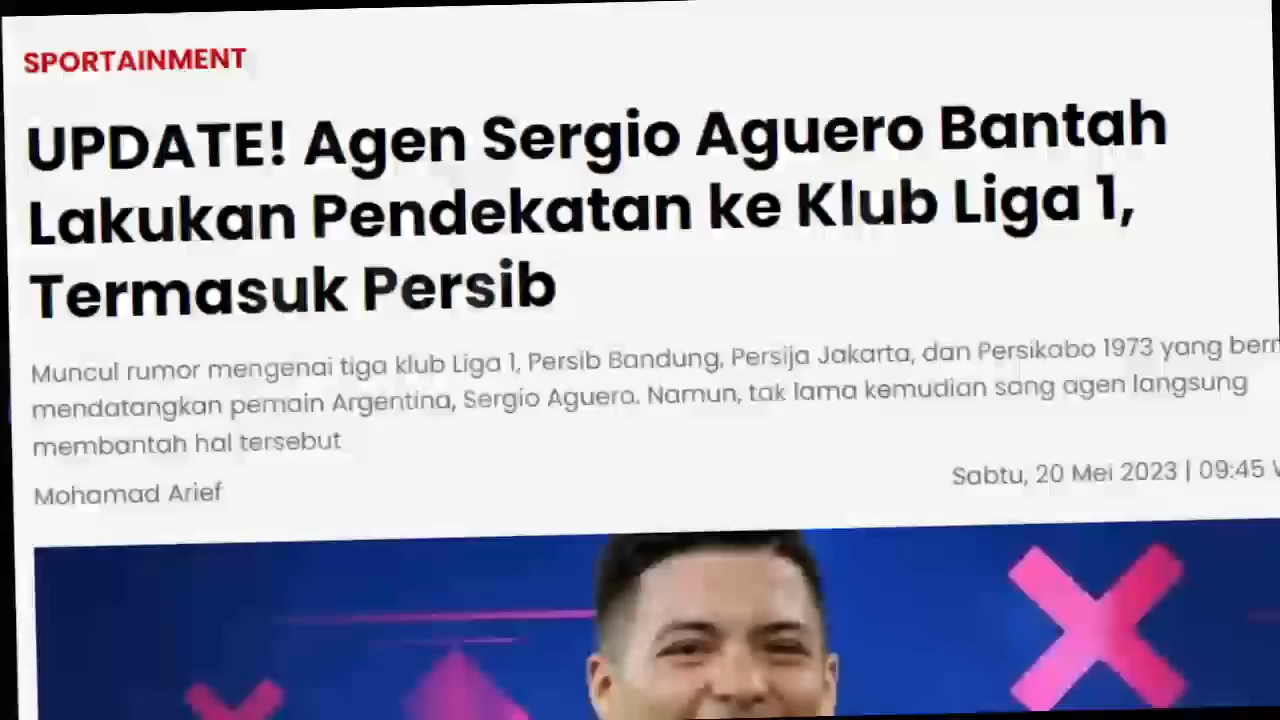 SPORTAINMENT
UPDATE! Agen Sergio Aguero Bantah
Lakukan Pendekatan ke Klub Liga 1,
Termasuk Persib
Muncul rumor mengenai tiga klub Liga 1, Persib Bandung, Persija Jakarta, dan Persikabo 1973 yang
mendatangkan pemain Argentina, Sergio Aguero. Namun, tak lama kemudian sang agen langsung
membantah hal tersebut
Mohamad Arief
Sabtu, 20 Mei 2023 | 09:45